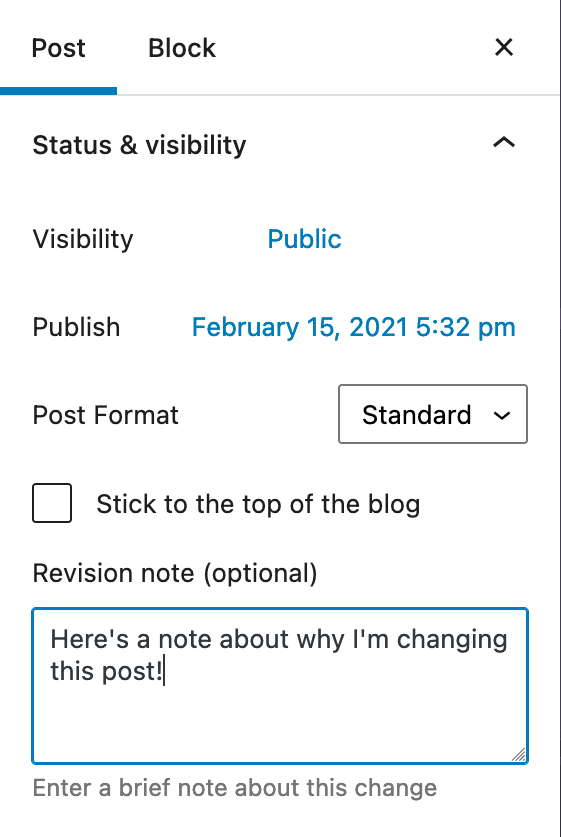 Post Block
Status & visibility
Visibility Public
Publish February 15, 2021 5:32 pm
Post Format Standard
Stick to the top of the blog
Revision note (optional)
Here's a note about why I'm changing
this post!
Enter a brief note about this change